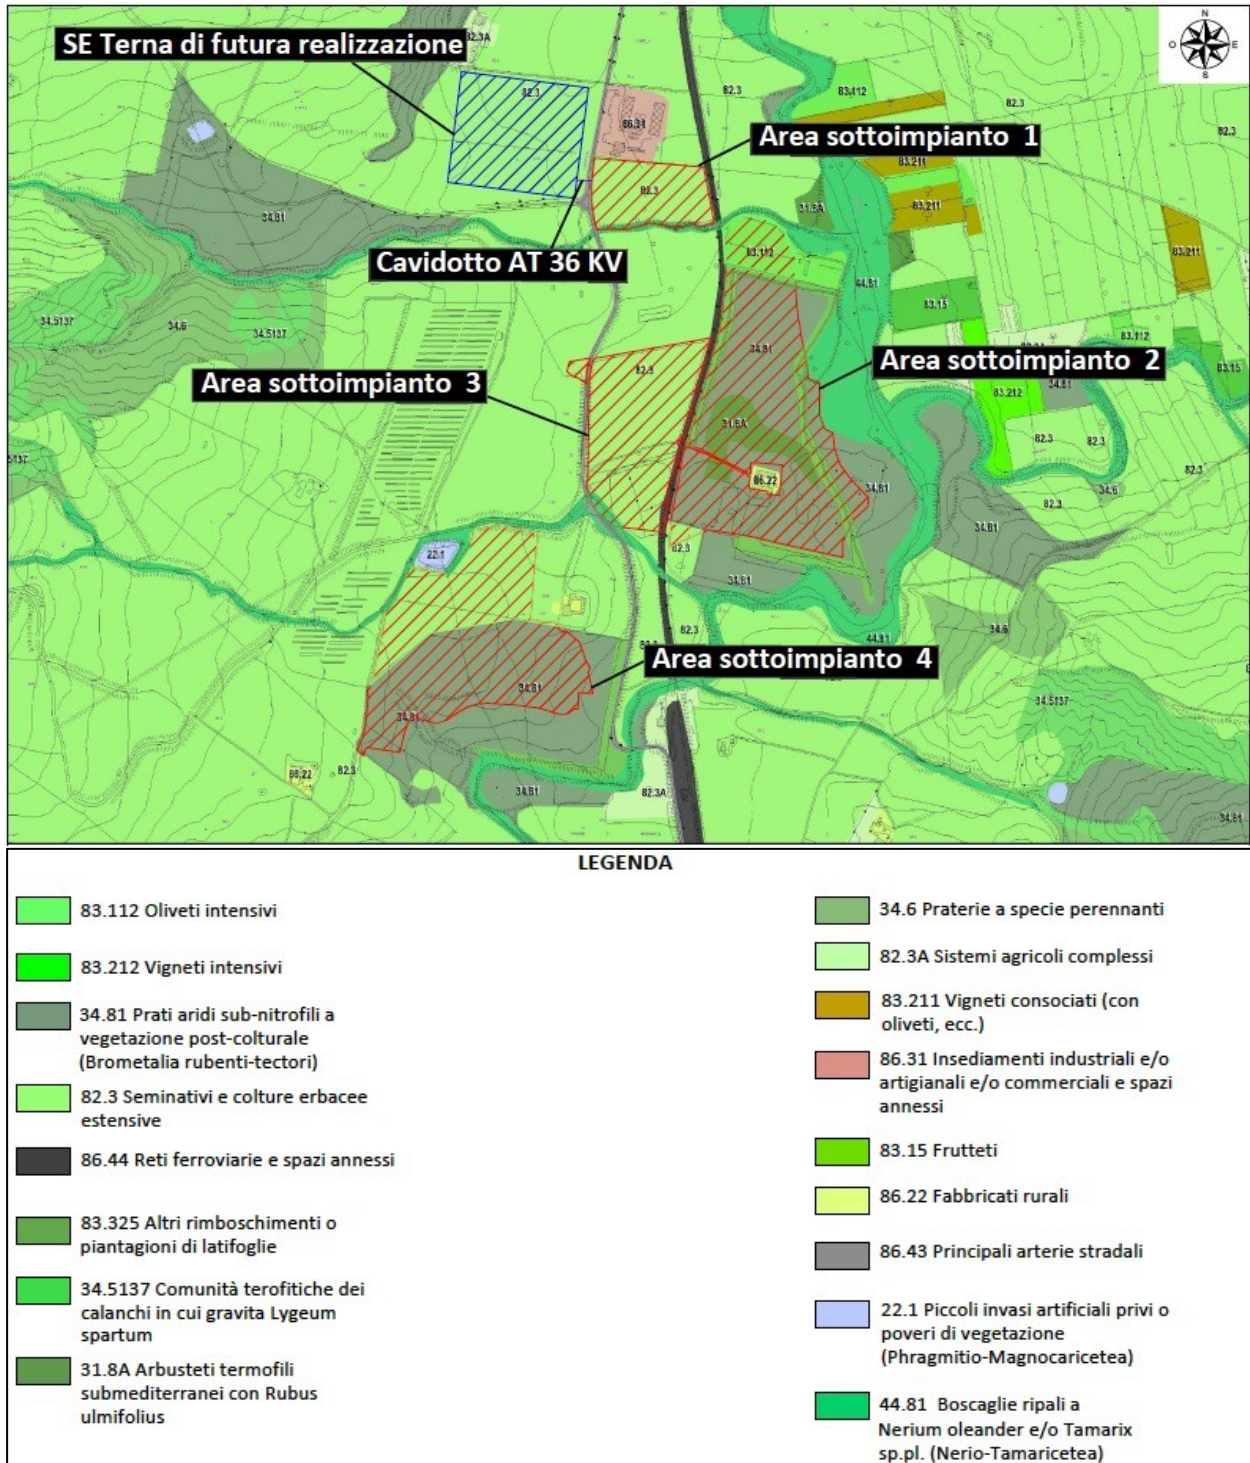 82.3A
SE Terna di futura realizzazione
N
O
E
S
82.3
82.3
83.112
82.3
82.3
86.31
Area sottoimpianto 1
83.211
82.3
31.8A
83.211
34.81
83.211
Cavidotto AT 36 KV
83.112
44.81
83.15
34.5137
34.6
34.5137
34.81
83.112
Area sottoimpianto 2
82.3
83.15
Area sottoimpianto 3
34.81
83.212
31.8A
82.3
82.3
5137
82.3
86.22
34.81
34.6
82.3
34.81
22.1
82.3
34.81
82.3
34.6
44.81
Area sottoimpianto 4
34.81
34.5137
34.81
82.3
86.22
34.81
82.3A
34.81
LEGENDA
83.112 Oliveti intensivi
83.212 Vigneti intensivi
34.81 Prati aridi sub-nitrofili a
vegetazione post-colturale
(Brometalia rubenti-tectori)
82.3 Seminativi e colture erbacee
estensive
86.44 Reti ferroviarie e spazi annessi
83.325 Altri rimboschimenti o
piantagioni di latifoglie
34.5137 Comunità terofitiche dei
calanchi in cui gravita Lygeum
spartum
31.8A Arbusteti termofili
submediterranei con Rubus
ulmifolius
34.6 Praterie a specie perennanti
82.3A Sistemi agricoli complessi
83.211 Vigneti consociati (con
oliveti, ecc.)
86.31 Insediamenti industriali e/o
artigianali e/o commerciali e spazi
annessi
83.15 Frutteti
86.22 Fabbricati rurali
86.43 Principali arterie stradali
22.1 Piccoli invasi artificiali privi o
poveri di vegetazione
(Phragmitio-Magnocaricetea)
44.81 Boscaglie ripali a
Nerium oleander e/o Tamarix
sp.pl. (Nerio-Tamaricetea)